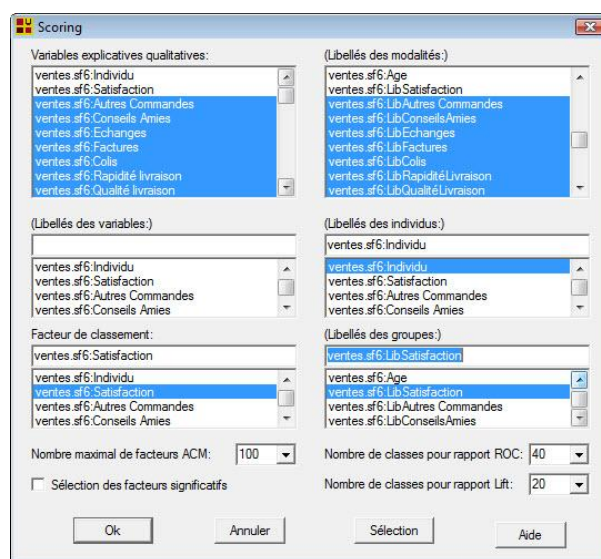 Scoring
Variables explicatives qualitatives:
ventes.sf6:Individu
ventes.sf6:Satisfaction
ventes.sf6:Autres Commandes
ventes.sf6:Conseils Amies
ventes.sf6:Echanges
ventes.sf6:Factures
ventes.sf6:Colis
ventes.sf6:Rapidité livraison
ventes.sf6:Qualité livraison
(Libellés des modalités:)
ventes.sf6:Age
ventes.sf6:LibSatisfaction
ventes.sf6:LibAutres Commandes
ventes.sf6:LibConseilsAmies
ventes.sf6:LibEchanges
ventes.sf6:LibFactures
ventes.sf6:LibColis
ventes.sf6:LibRapiditéLivraison
ventes.sf6:LibQualitéLivraison
(Libellés des variables:)
ventes.sf6:Individu
ventes.sf6:Satisfaction
ventes.sf6:Autres Commandes
ventes.sf6:Conseils Amies
(Libellés des individus:)
ventes.sf6:Individu
ventes.sf6:Individu
ventes.sf6:Satisfaction
ventes.sf6:Autres Commandes
ventes.sf6:Conseils Amies
Facteur de classement:
ventes.sf6:Satisfaction
ventes.sf6:Individu
ventes.sf6:Satisfaction
ventes.sf6:Autres Commandes
ventes.sf6:Conseils Amies
(Libellés des groupes:)
ventes.sf6:LibSatisfaction
ventes.sf6:Age
ventes.sf6:LibSatisfaction
ventes.sf6:LibAutres Commandes
ventes.sf6:LibConseilsAmies
Nombre maximal de facteurs ACM: 100
Nombre de classes pour rapport ROC: 40
Sélection des facteurs significatifs
Nombre de classes pour rapport Lift: 20
Ok Annuler Sélection Aide